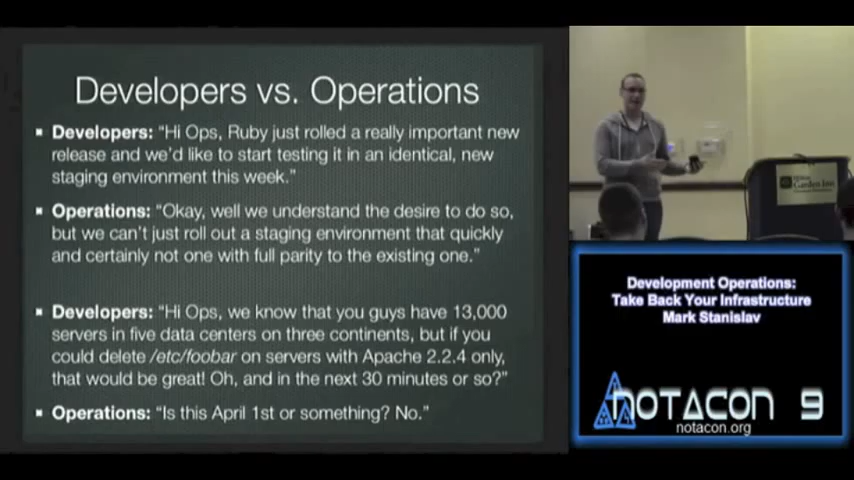 Developers vs. Operations
▪ Developers: “Hi Ops, Ruby just rolled a really important new
release and we’d like to start testing it in an identical, new
staging environment this week.”
▪ Operations: “Okay, well we understand the desire to do so,
but we can’t just roll out a staging environment that quickly
and certainly not one with full parity to the existing one.”
▪ Developers: “Hi Ops, we know that you guys have 13,000
servers in five data centers on three continents, but if you
could delete /etc/foobar on servers with Apache 2.2.4 only,
that would be great! Oh, and in the next 30 minutes or so?”
▪ Operations: “Is this April 1st or something? No.”
Garden Inn
Development Operations:
Take Back Your Infrastructure
Mark Stanislav
NOTACON 9
notacon.org